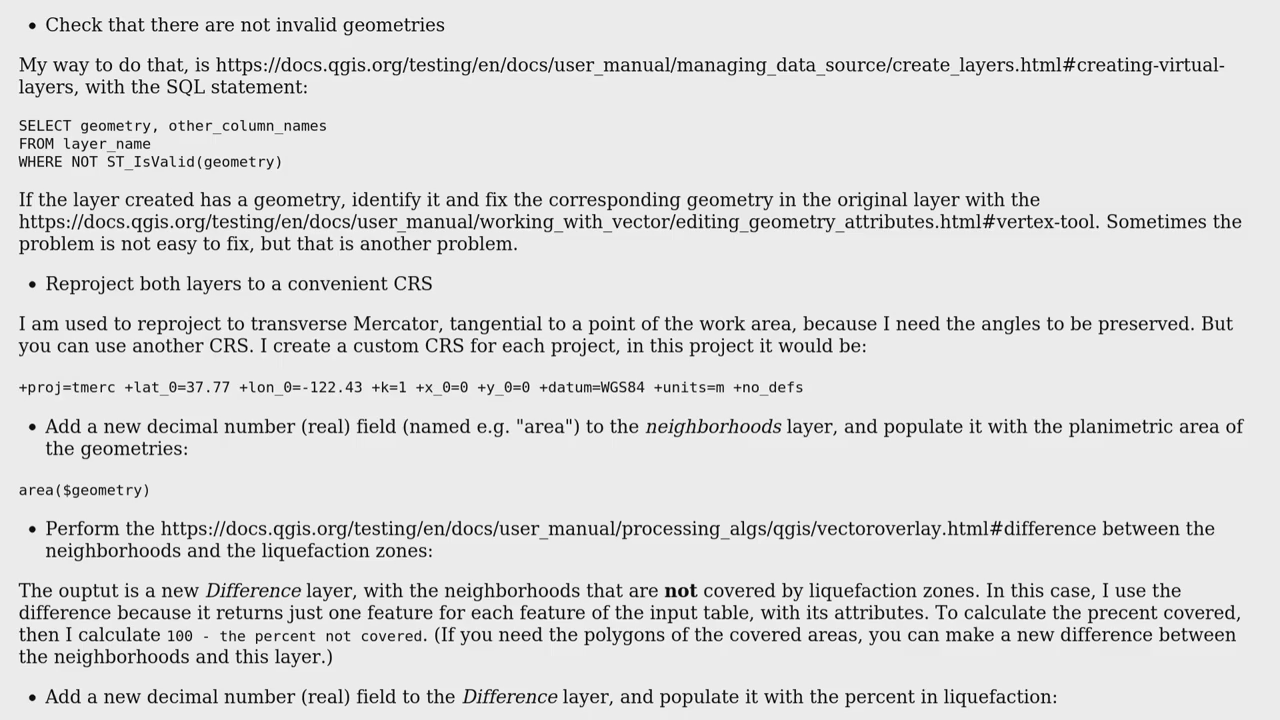 • Check that there are not invalid geometries
My way to do that, is https://docs.qgis.org/testing/en/docs/user_manual/managing_data_source/create_layers.html#creating-virtual-
layers, with the SQL statement:
SELECT geometry, other_column_names
FROM layer_name
WHERE NOT ST_IsValid(geometry)
If the layer created has a geometry, identify it and fix the corresponding geometry in the original layer with the
https://docs.qgis.org/testing/en/docs/user_manual/working_with_vector/editing_geometry_attributes.html#vertex-tool. Sometimes the
problem is not easy to fix, but that is another problem.
• Reproject both layers to a convenient CRS
I am used to reproject to transverse Mercator, tangential to a point of the work area, because I need the angles to be preserved. But
you can use another CRS. I create a custom CRS for each project, in this project it would be:
+proj=tmerc +lat_0=37.77 +lon_0=-122.43 +k=1 +x_0=0 +y_0=0 +datum=WGS84 +units=m +no_defs
• Add a new decimal number (real) field (named e.g. "area") to the neighborhoods layer, and populate it with the planimetric area of
the geometries:
area($geometry)
• Perform the https://docs.qgis.org/testing/en/docs/user_manual/processing_algs/qgis/vectoroverlay.html#difference between the
neighborhoods and the liquefaction zones:
The ouptut is a new Difference layer, with the neighborhoods that are not covered by liquefaction zones. In this case, I use the
difference because it returns just one feature for each feature of the input table, with its attributes. To calculate the precent covered,
then I calculate 100 - the percent not covered. (If you need the polygons of the covered areas, you can make a new difference between
the neighborhoods and this layer.)
• Add a new decimal number (real) field to the Difference layer, and populate it with the percent in liquefaction: